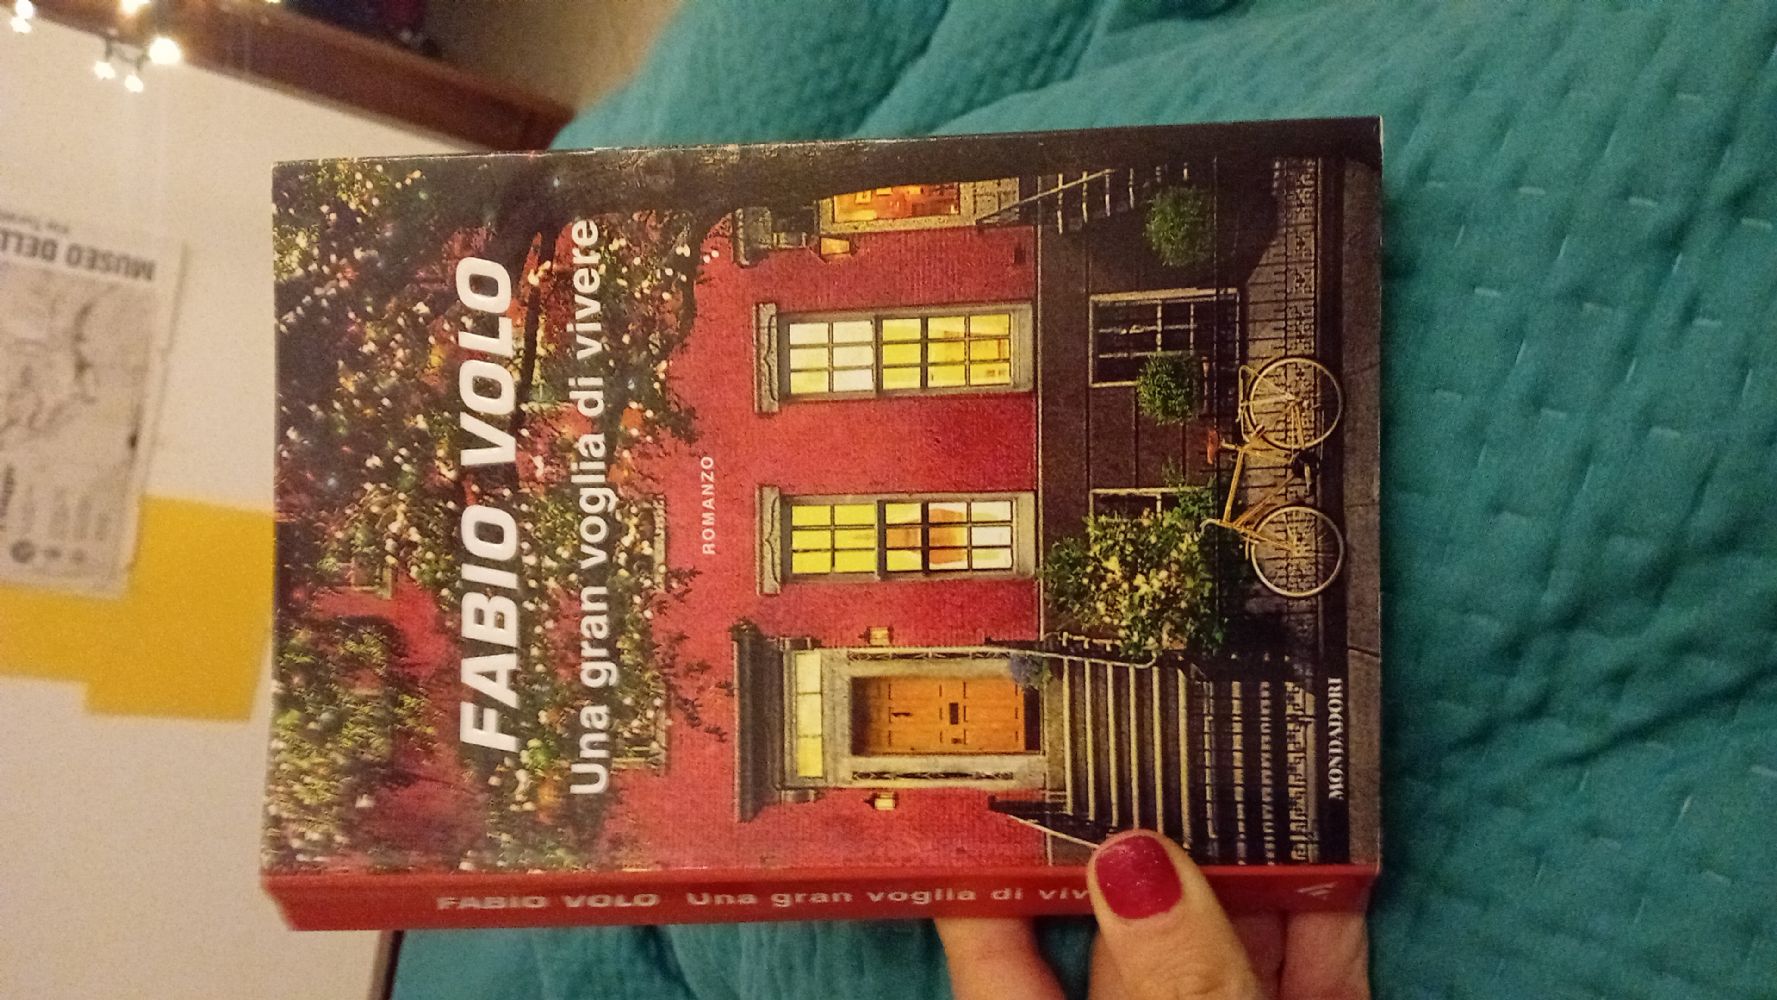 FABIO VOLO
Una gran voglia di vivere
ROMANZO
MONDADORI
FABIO VOLO Una gran voglia di viv
MUSEO DELL